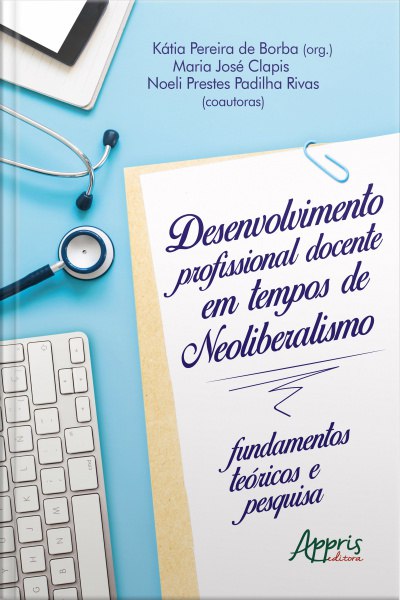 Kátia Pereira de Borba (org.)
Maria José Clapis
Noeli Prestes Padilha Rivas
(coautoras)
Desenvolvimento
profissional docente
em tempos de
Neoliberalismo
fundamentos
teóricos e
pesquisa
Appris
editora